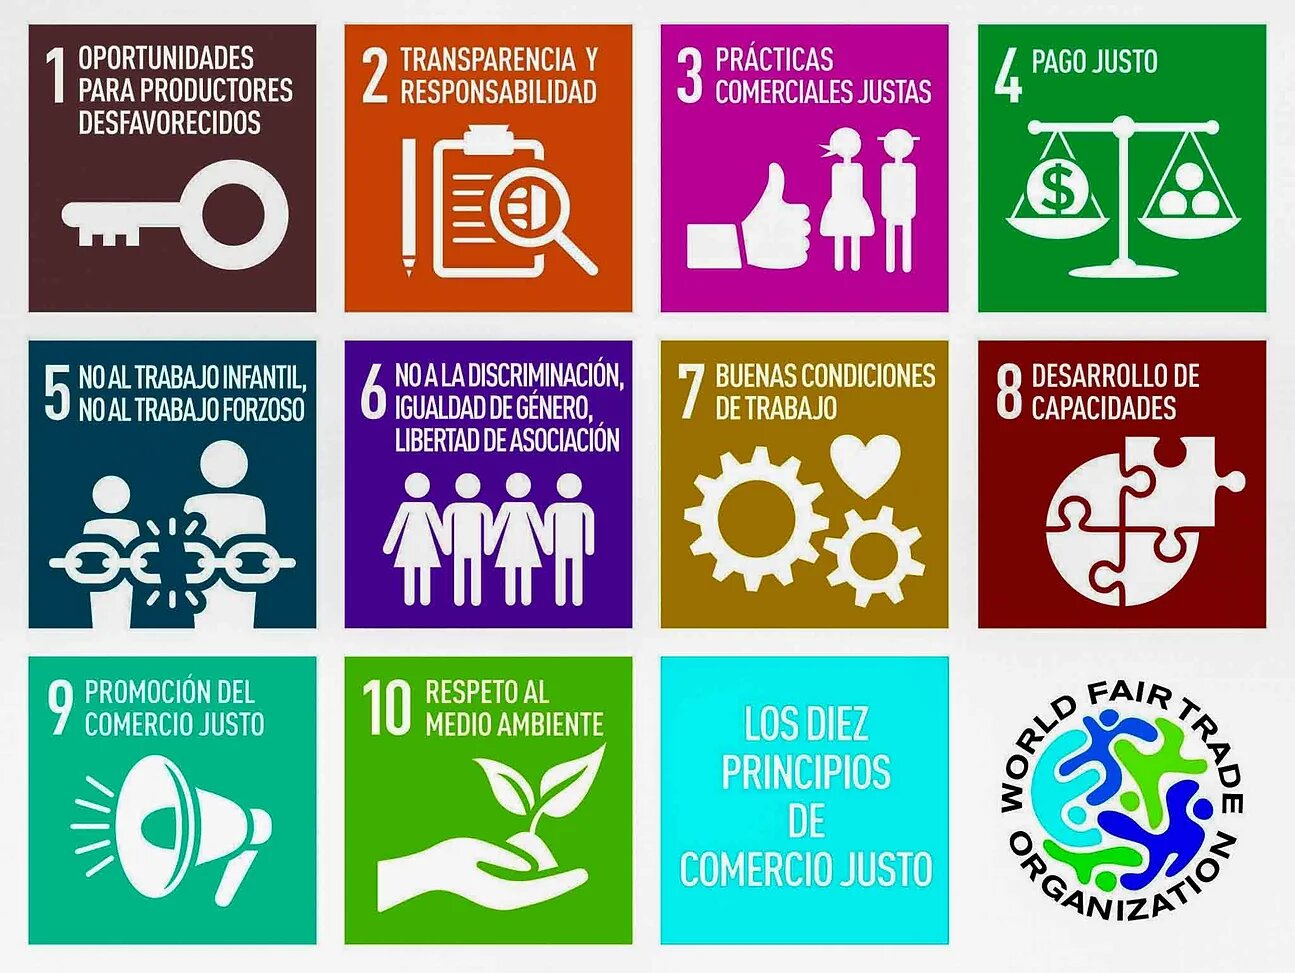 1 OPORTUNIDADES
PARA PRODUCTORES
DESFAVORECIDOS
2 TRANSPARENCIA Y
RESPONSABILIDAD
3 PRÁCTICAS
COMERCIALES JUSTAS
4 PAGO JUSTO
$
5 NO AL TRABAJO INFANTIL,
NO AL TRABAJO FORZOSO
6 NO A LA DISCRIMINACIÓN,
IGUALDAD DE GÉNERO,
LIBERTAD DE ASOCIACIÓN
7 BUENAS CONDICIONES
DE TRABAJO
8 DESARROLLO DE
CAPACIDADES
9 PROMOCIÓN DEL
COMERCIO JUSTO
10 RESPETO AL
MEDIO AMBIENTE
LOS DIEZ
PRINCIPIOS
DE
COMERCIO JUSTO
WORLD FAIR TRADE
ORGANIZATION